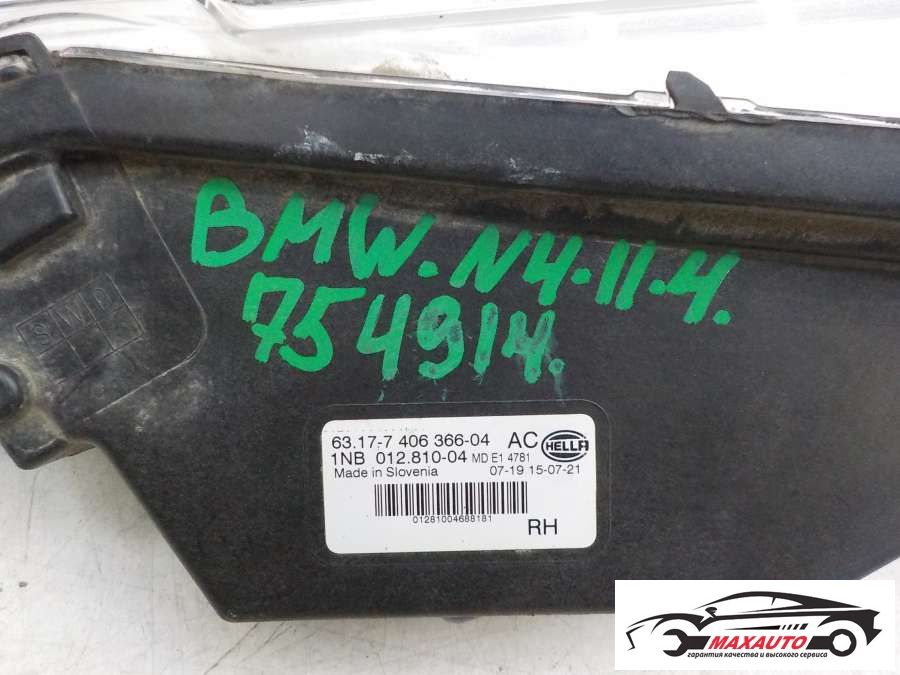 BMW. N4.11.4.
754914.
SWD
63.17-7 406 366-04 AC HELLA
1NB 012.810-04 MD E1 4781
Made in Slovenia 07-19 15-07-21
01281004688181
RH
MAXAUTO
гарантия качества и высокого сервиса